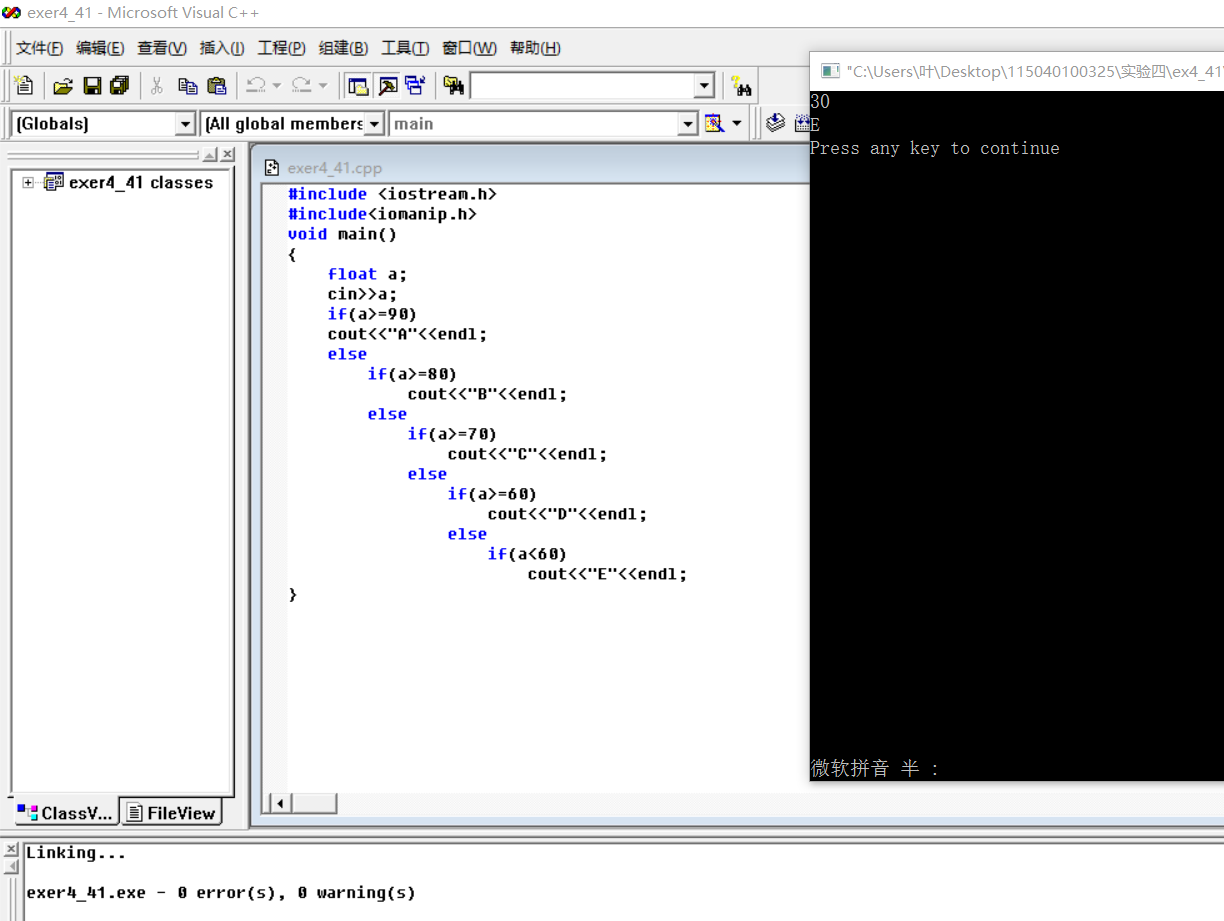 exer4_41 - Microsoft Visual C++
文件(F) 编辑(E) 查看(V) 插入(I) 工程(P) 组建(B) 工具(T) 窗口(W) 帮助(H)
(Globals) (All global members main
exer4_41 classes
exer4_41.cpp
#include <iostream.h>
#include<iomanip.h>
void main()
{
    float a;
    cin>>a;
    if(a>=90)
    cout<<"A"<<endl;
    else
        if(a>=80)
            cout<<"B"<<endl;
        else
            if(a>=70)
                cout<<"C"<<endl;
            else
                if(a>=60)
                    cout<<"D"<<endl;
                else
                    if(a<60)
                        cout<<"E"<<endl;
}
"C:\Users\叶\Desktop\115040100325\实验四\ex4_41
30
E
Press any key to continue
微软拼音 半 :
ClassV... FileView
Linking...
exer4_41.exe - 0 error(s), 0 warning(s)